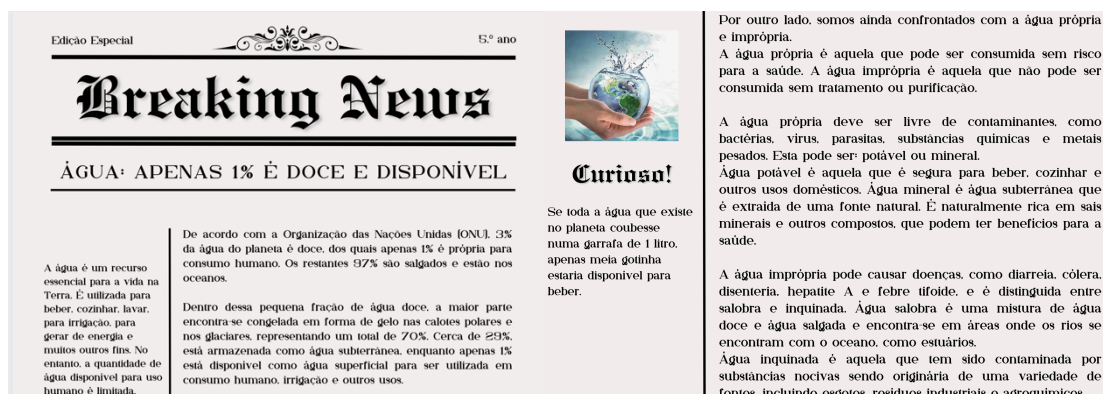 Edição Especial
5.º ano
Breaking News
ÁGUA: APENAS 1% É DOCE E DISPONÍVEL
A água é um recurso
essencial para a vida na
Terra. É utilizada para
beber, cozinhar, lavar,
para irrigação, para
gerar de energia e
muitos outros fins. No
entanto, a quantidade de
água disponível para uso
humano é limitada.
De acordo com a Organização das Nações Unidas (ONU), 3%
da água do planeta é doce, dos quais apenas 1% é própria para
consumo humano. Os restantes 97% são salgados e estão nos
oceanos.
Dentro dessa pequena fração de água doce, a maior parte
encontra-se congelada em forma de gelo nas calotes polares e
nos glaciares, representando um total de 70%. Cerca de 29%,
está armazenada como água subterrânea, enquanto apenas 1%
está disponível como água superficial para ser utilizada em
consumo humano, irrigação e outros usos.
Curioso!
Se toda a água que existe
no planeta coubesse
numa garrafa de 1 litro,
apenas meia gotinha
estaria disponível para
beber.
Por outro lado, somos ainda confrontados com a água própria
e imprópria.
A água própria é aquela que pode ser consumida sem risco
para a saúde. A água imprópria é aquela que não pode ser
consumida sem tratamento ou purificação.
A água própria deve ser livre de contaminantes, como
bactérias, vírus, parasitas, substâncias químicas e metais
pesados. Esta pode ser: potável ou mineral.
Água potável é aquela que é segura para beber, cozinhar e
outros usos domésticos. Água mineral é água subterrânea que
é extraída de uma fonte natural. É naturalmente rica em sais
minerais e outros compostos, que podem ter benefícios para a
saúde.
A água imprópria pode causar doenças, como diarreia, cólera,
disenteria, hepatite A e febre tifoide, e é distinguida entre
salobra e inquinada. Água salobra é uma mistura de água
doce e água salgada e encontra-se em áreas onde os rios se
encontram com o oceano, como estuários.
Água inquinada é aquela que tem sido contaminada por
substâncias nocivas sendo originária de uma variedade de
fontes, incluindo esgotos, resíduos industriais o agroquímicos.